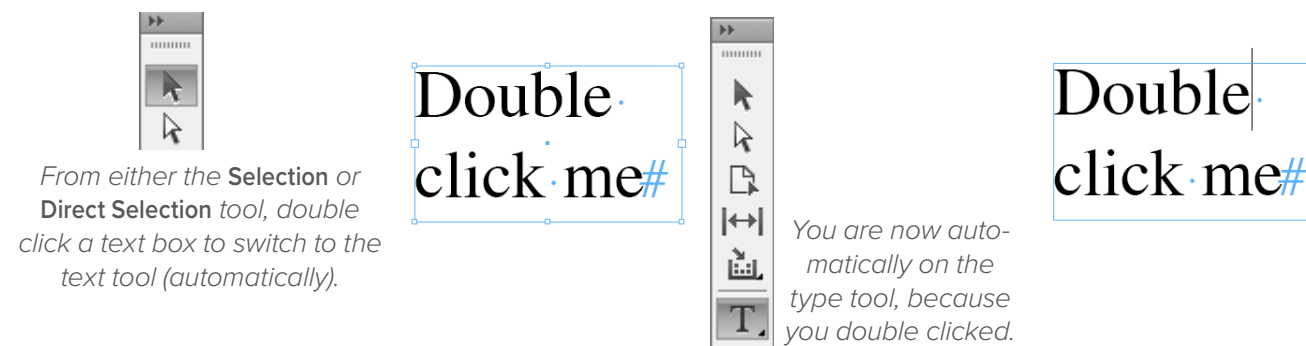 From either the Selection or
Direct Selection tool, double
click a text box to switch to the
text tool (automatically).
Double
click me#
T
You are now auto-
matically on the
type tool, because
you double clicked.
Double
click me#